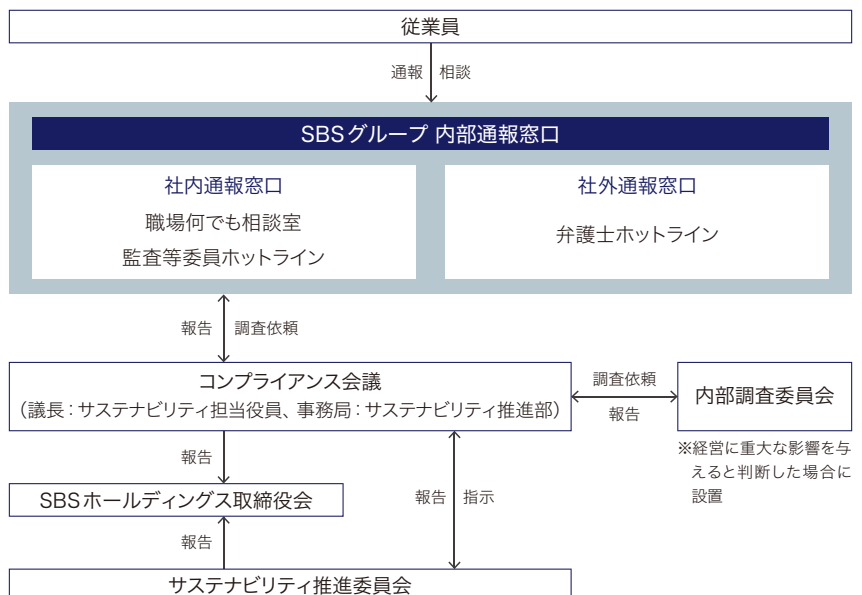 従業員
通報 相談
SBSグループ 内部通報窓口
社内通報窓口
職場何でも相談室
監査等委員ホットライン
社外通報窓口
弁護士ホットライン
報告 調査依頼
コンプライアンス会議
（議長：サステナビリティ担当役員、事務局：サステナビリティ推進部）
調査依頼
報告
内部調査委員会
※経営に重大な影響を与
えると判断した場合に
設置
報告
SBSホールディングス取締役会
報告 指示
報告
サステナビリティ推進委員会